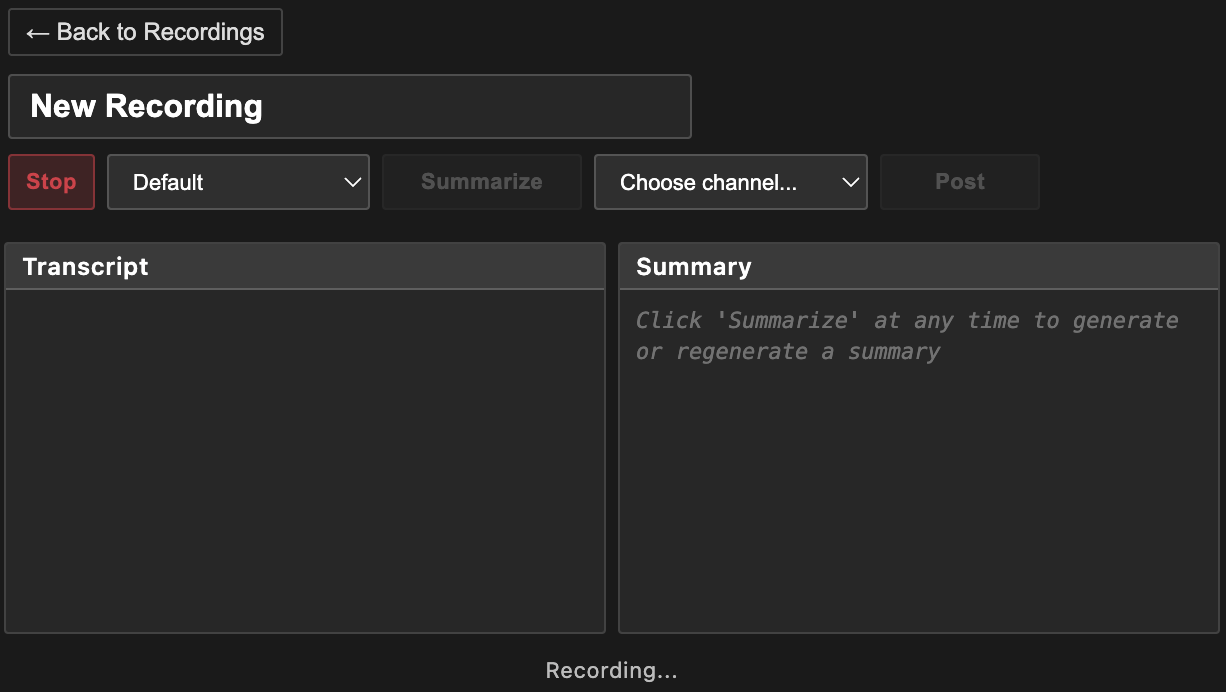 ← Back to Recordings
New Recording
Stop
Default
Summarize
Choose channel...
Post
Transcript
Summary
Click 'Summarize' at any time to generate
or regenerate a summary
Recording...